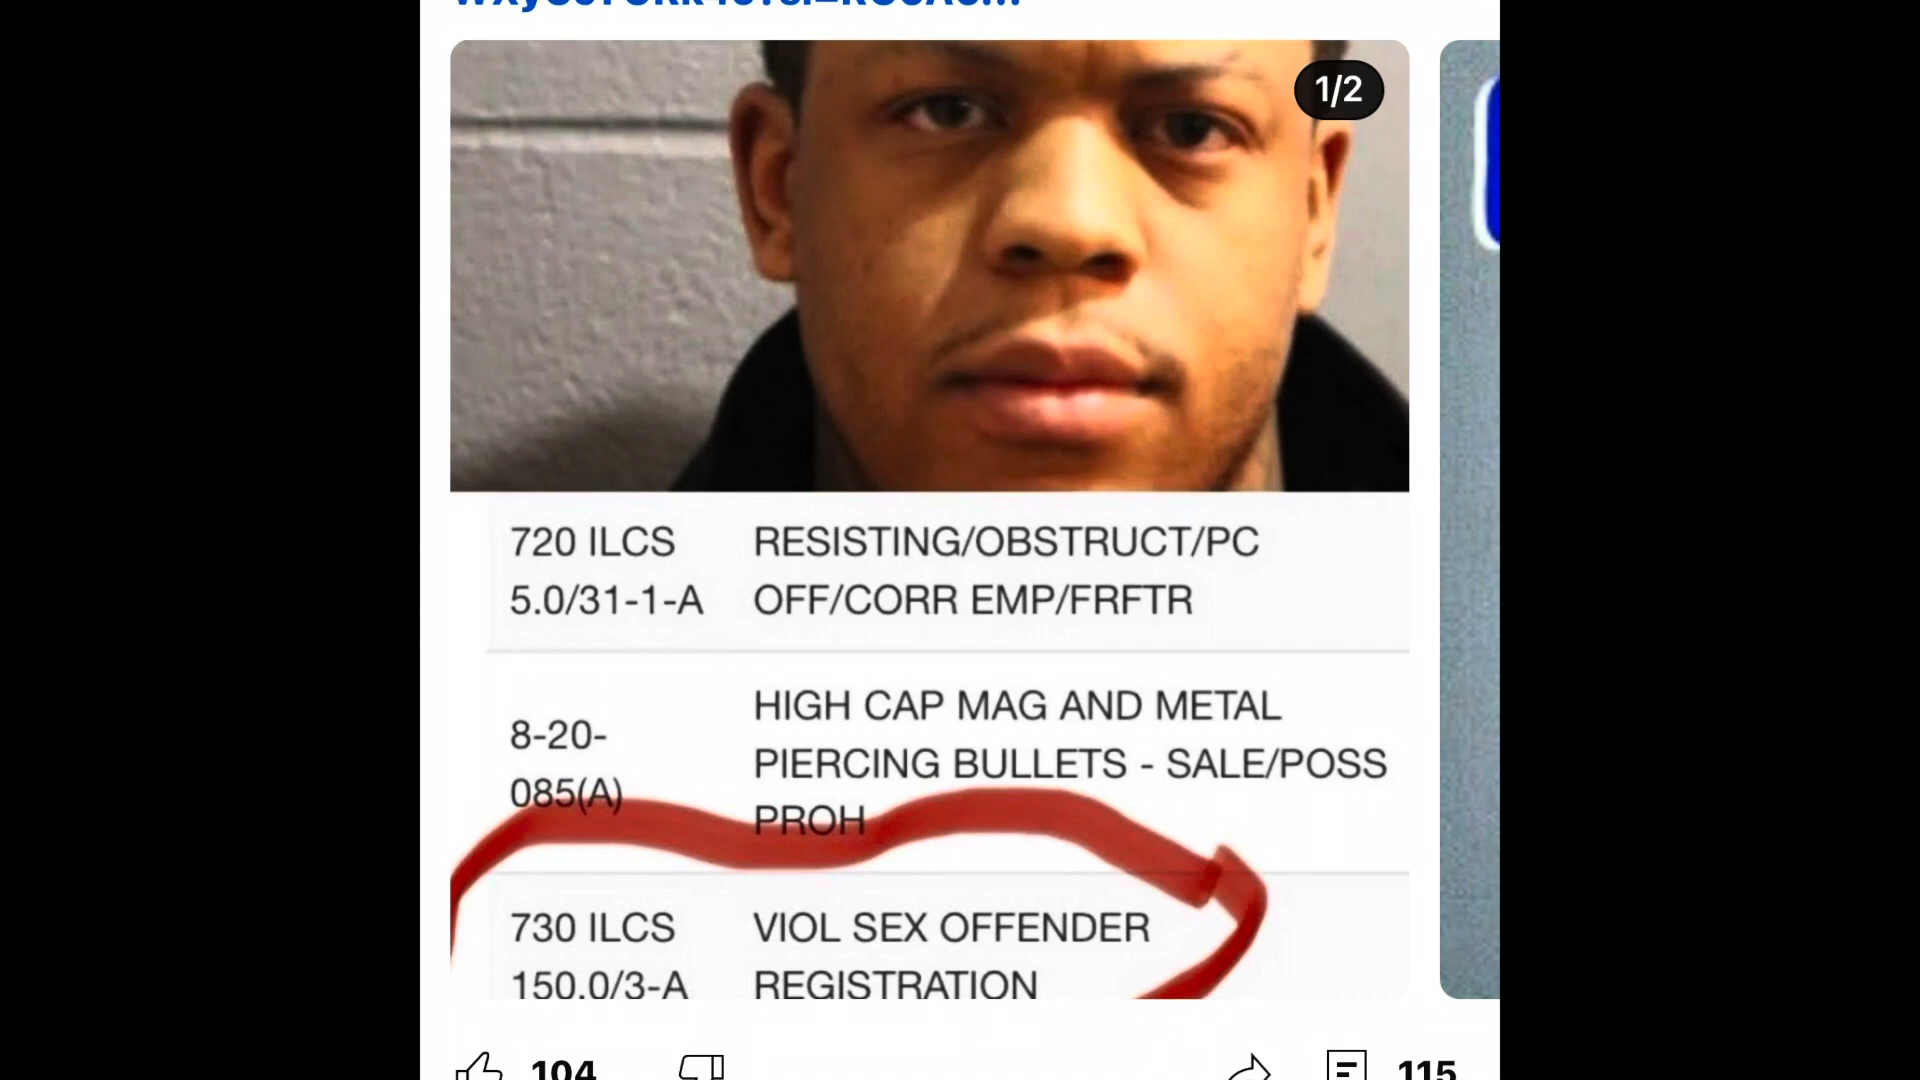 1/2
720 ILCS RESISTING/OBSTRUCT/PC
5.0/31-1-A OFF/CORR EMP/FRFTR
HIGH CAP MAG AND METAL
8-20-
PIERCING BULLETS - SALE/POSS
085(A)
PROH
730 ILCS VIOL SEX OFFENDER
150.0/3-A REGISTRATION
104 115